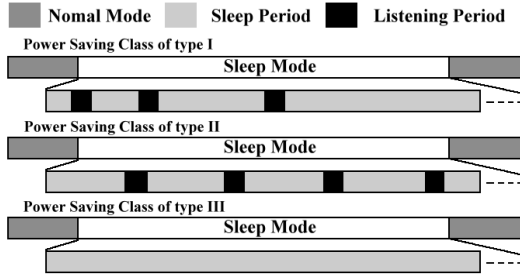 Nomal Mode Sleep Period Listening Period
Power Saving Class of type I
Sleep Mode
Power Saving Class of type II
Sleep Mode
Power Saving Class of type III
Sleep Mode